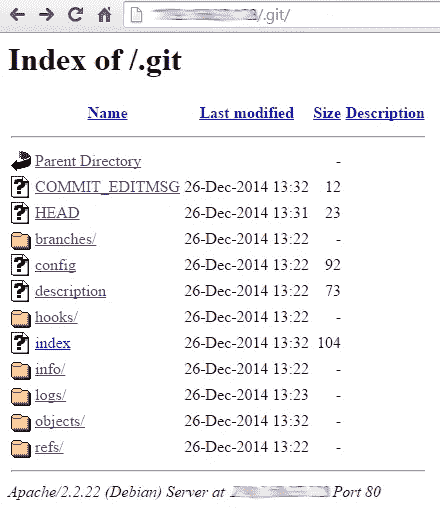 /.git/
Index of /.git
Name Last modified Size Description
Parent Directory -
COMMIT_EDITMSG 26-Dec-2014 13:32 12
HEAD 26-Dec-2014 13:31 23
branches/ 26-Dec-2014 13:22 -
config 26-Dec-2014 13:22 92
description 26-Dec-2014 13:22 73
hooks/ 26-Dec-2014 13:22 -
index 26-Dec-2014 13:32 104
info/ 26-Dec-2014 13:22 -
logs/ 26-Dec-2014 13:23 -
objects/ 26-Dec-2014 13:32 -
refs/ 26-Dec-2014 13:22 -
Apache/2.2.22 (Debian) Server at Port 80